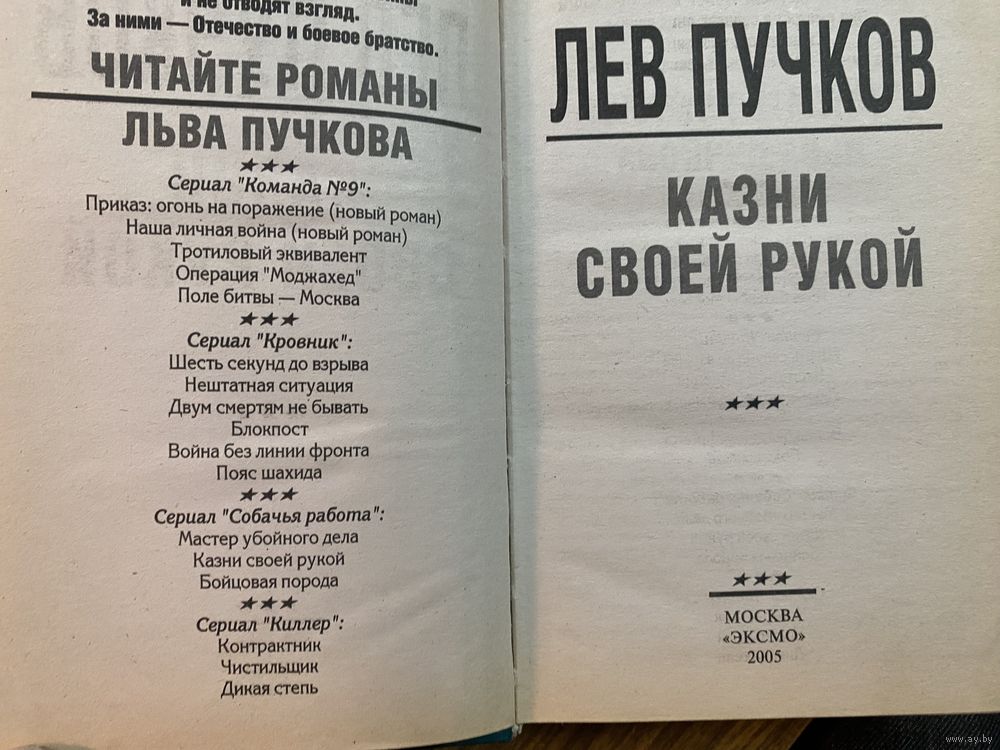 и не отводят взгляд.
За ними — Отечество и боевое братство.
ЧИТАЙТЕ РОМАНЫ
ЛЬВА ПУЧКОВА
Сериал "Команда №9":
Приказ: огонь на поражение (новый роман)
Наша личная война (новый роман)
Тротиловый эквивалент
Операция "Моджахед"
Поле битвы — Москва
Сериал "Кровник":
Шесть секунд до взрыва
Нештатная ситуация
Двум смертям не бывать
Блокпост
Война без линии фронта
Пояс шахида
Сериал "Собачья работа":
Мастер убойного дела
Казни своей рукой
Бойцовая порода
Сериал "Киллер":
Контрактник
Чистильщик
Дикая степь
ЛЕВ ПУЧКОВ
КАЗНИ
СВОЕЙ РУКОЙ
МОСКВА
«ЭКСМО»
2005
www.ay.by